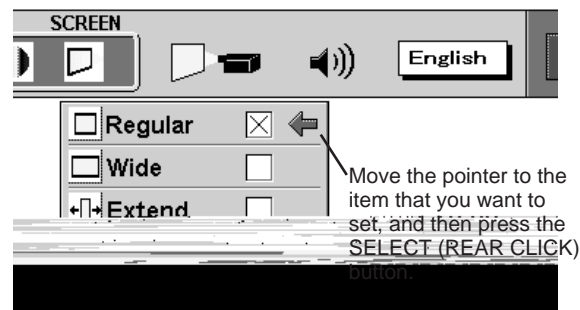 SCREEN
English
Regular
Wide
Extend
Move the pointer to the
item that you want to
set, and then press the
SELECT (REAR CLICK)
button.